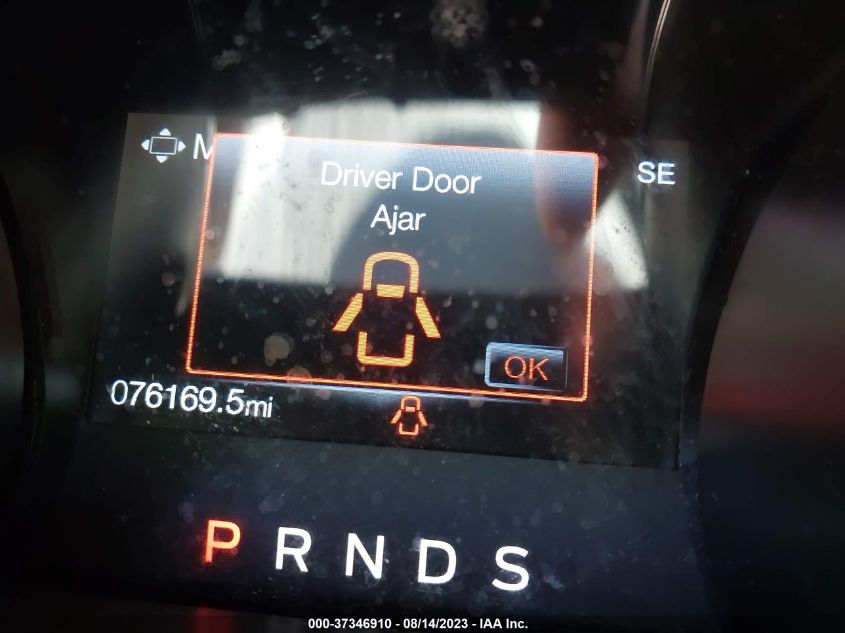 M
SE
Driver Door
Ajar
OK
076169.5mi
P R N D S
000-37346910 - 08/14/2023 - IAA Inc.